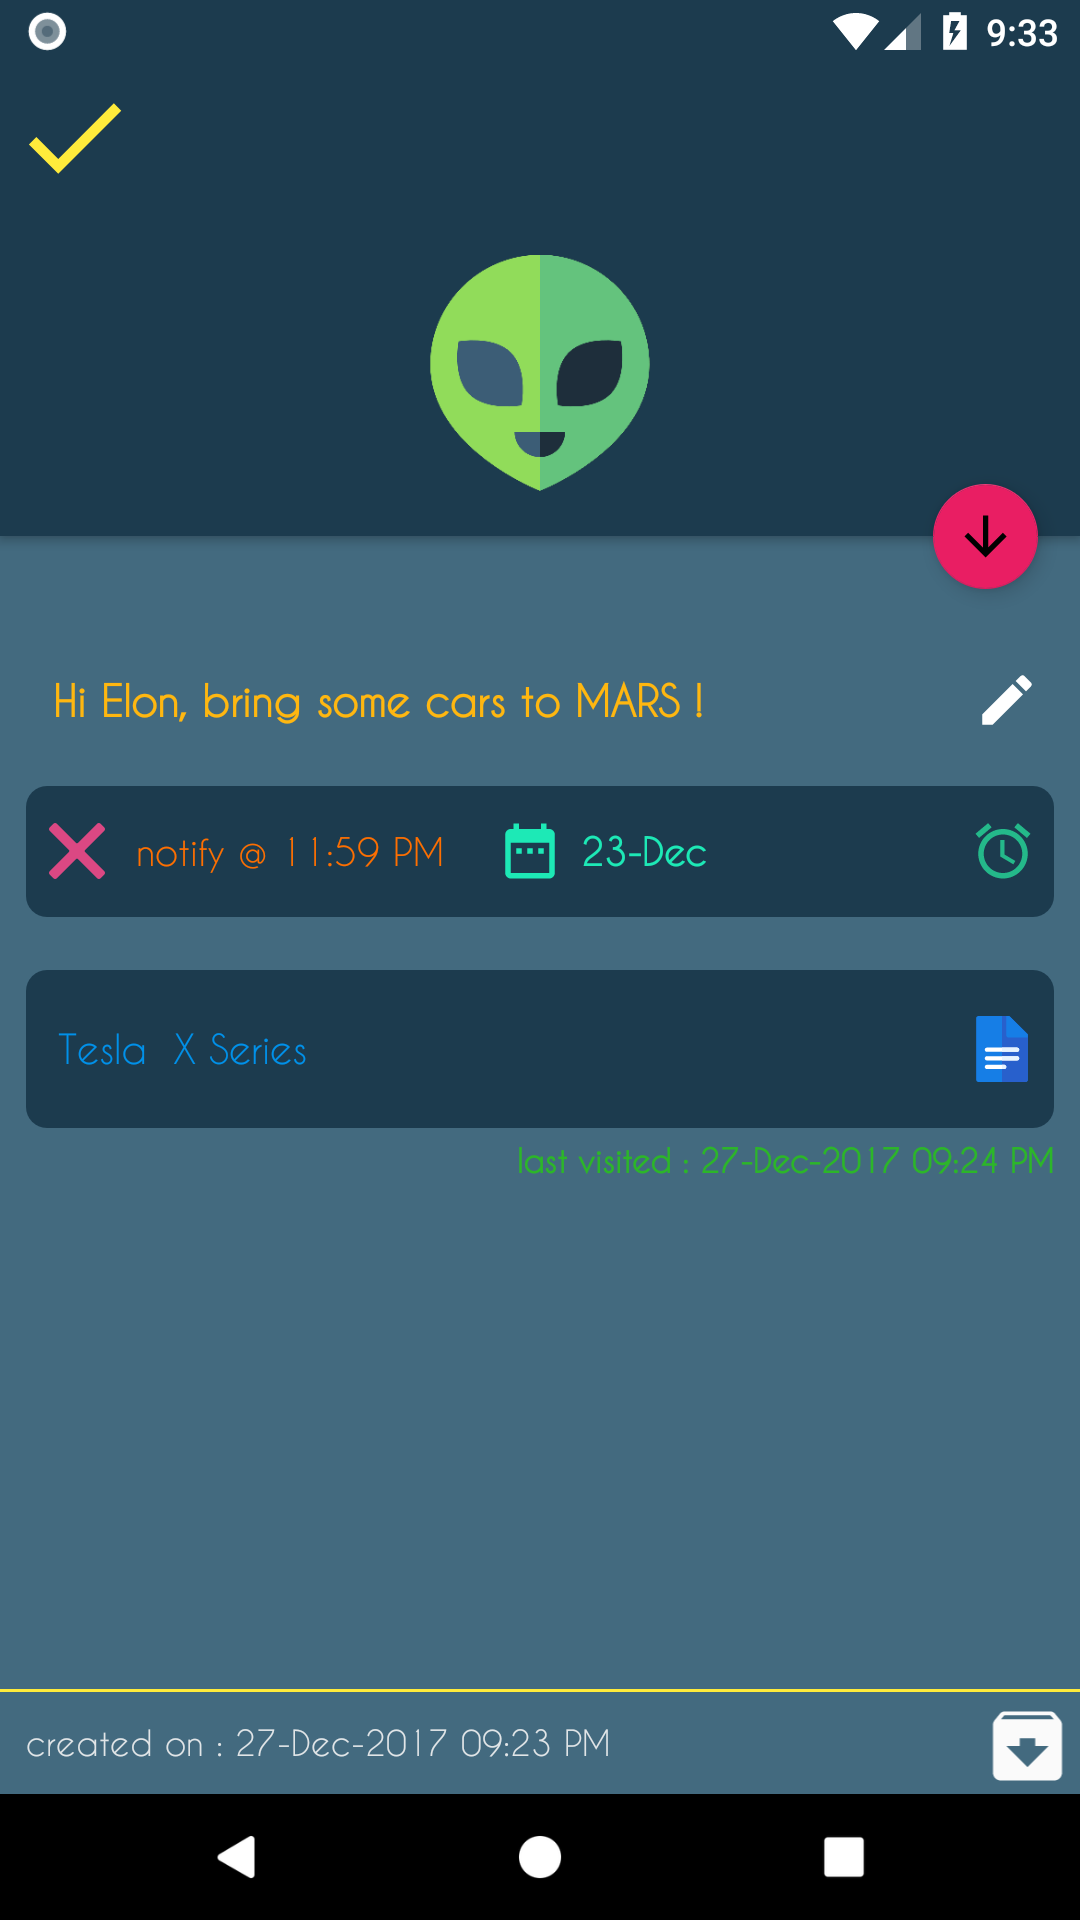 9:33
Hi Elon, bring some cars to MARS !
notify @ 11:59 PM 23-Dec
Tesla X Series
last visited : 27-Dec-2017 09:24 PM
created on : 27-Dec-2017 09:23 PM